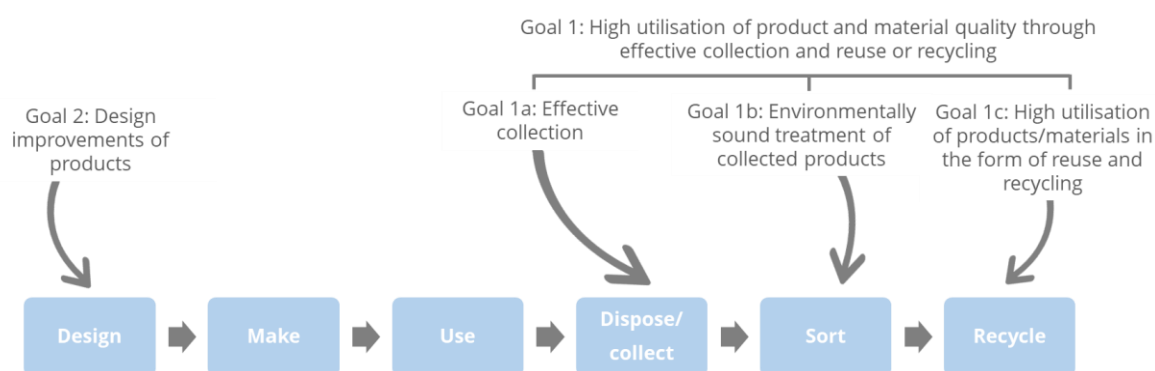 Goal 1: High utilisation of product and material quality through
effective collection and reuse or recycling
Goal 2: Design
improvements of
products
Goal 1a: Effective
collection
Goal 1b: Environmentally
sound treatment of
collected products
Goal 1c: High utilisation
of products/materials in
the form of reuse and
recycling
Design
Make
Use
Dispose/
collect
Sort
Recycle